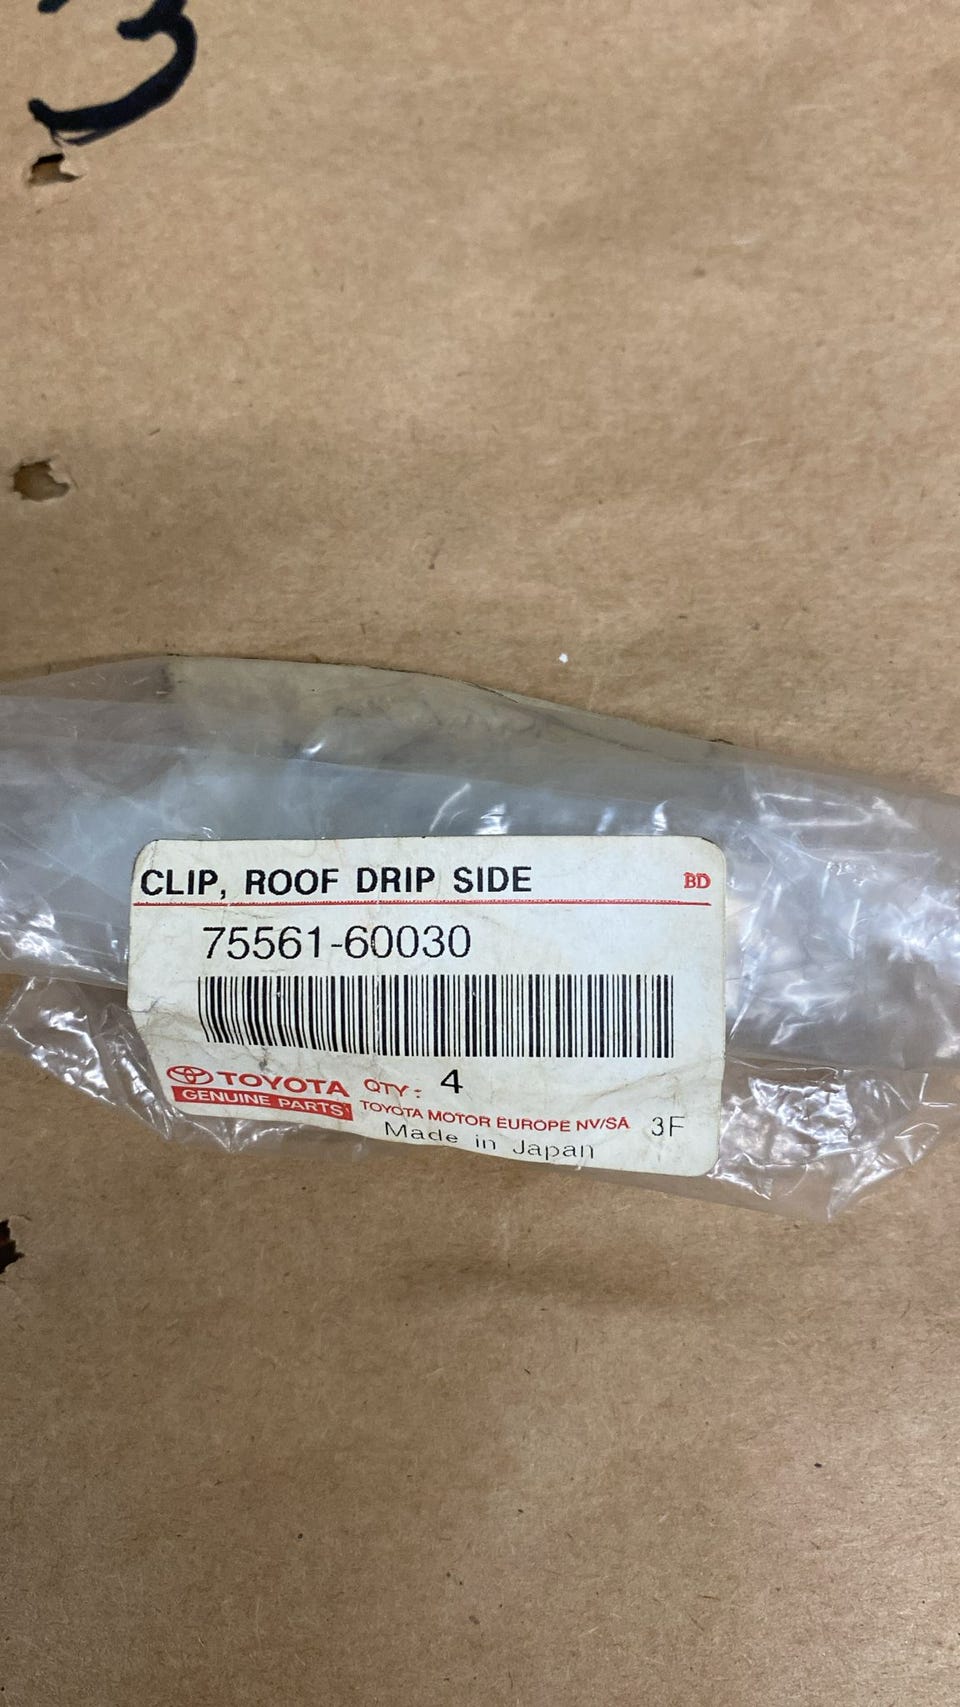 3
CLIP, ROOF DRIP SIDE BD
75561-60030
TOYOTA QTY: 4
GENUINE PARTS
TOYOTA MOTOR EUROPE NV/SA 3F
Made in Japan